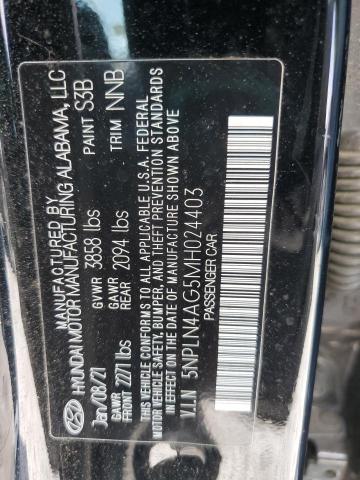 MANUFACTURED BY
HYUNDAI MOTOR MANUFACTURING ALABAMA, LLC
Jan/08/21 GVWR 3858 lbs PAINT S3B
GAWR FRONT 2271 lbs GAWR REAR 2094 lbs TRIM NNB
THIS VEHICLE CONFORMS TO ALL APPLICABLE U.S.A. FEDERAL
MOTOR VEHICLE SAFETY, BUMPER, AND THEFT PREVENTION STANDARDS
IN EFFECT ON THE DATE OF MANUFACTURE SHOWN ABOVE
V.I.N 5NPLN4AG5MH024403
PASSENGER CAR